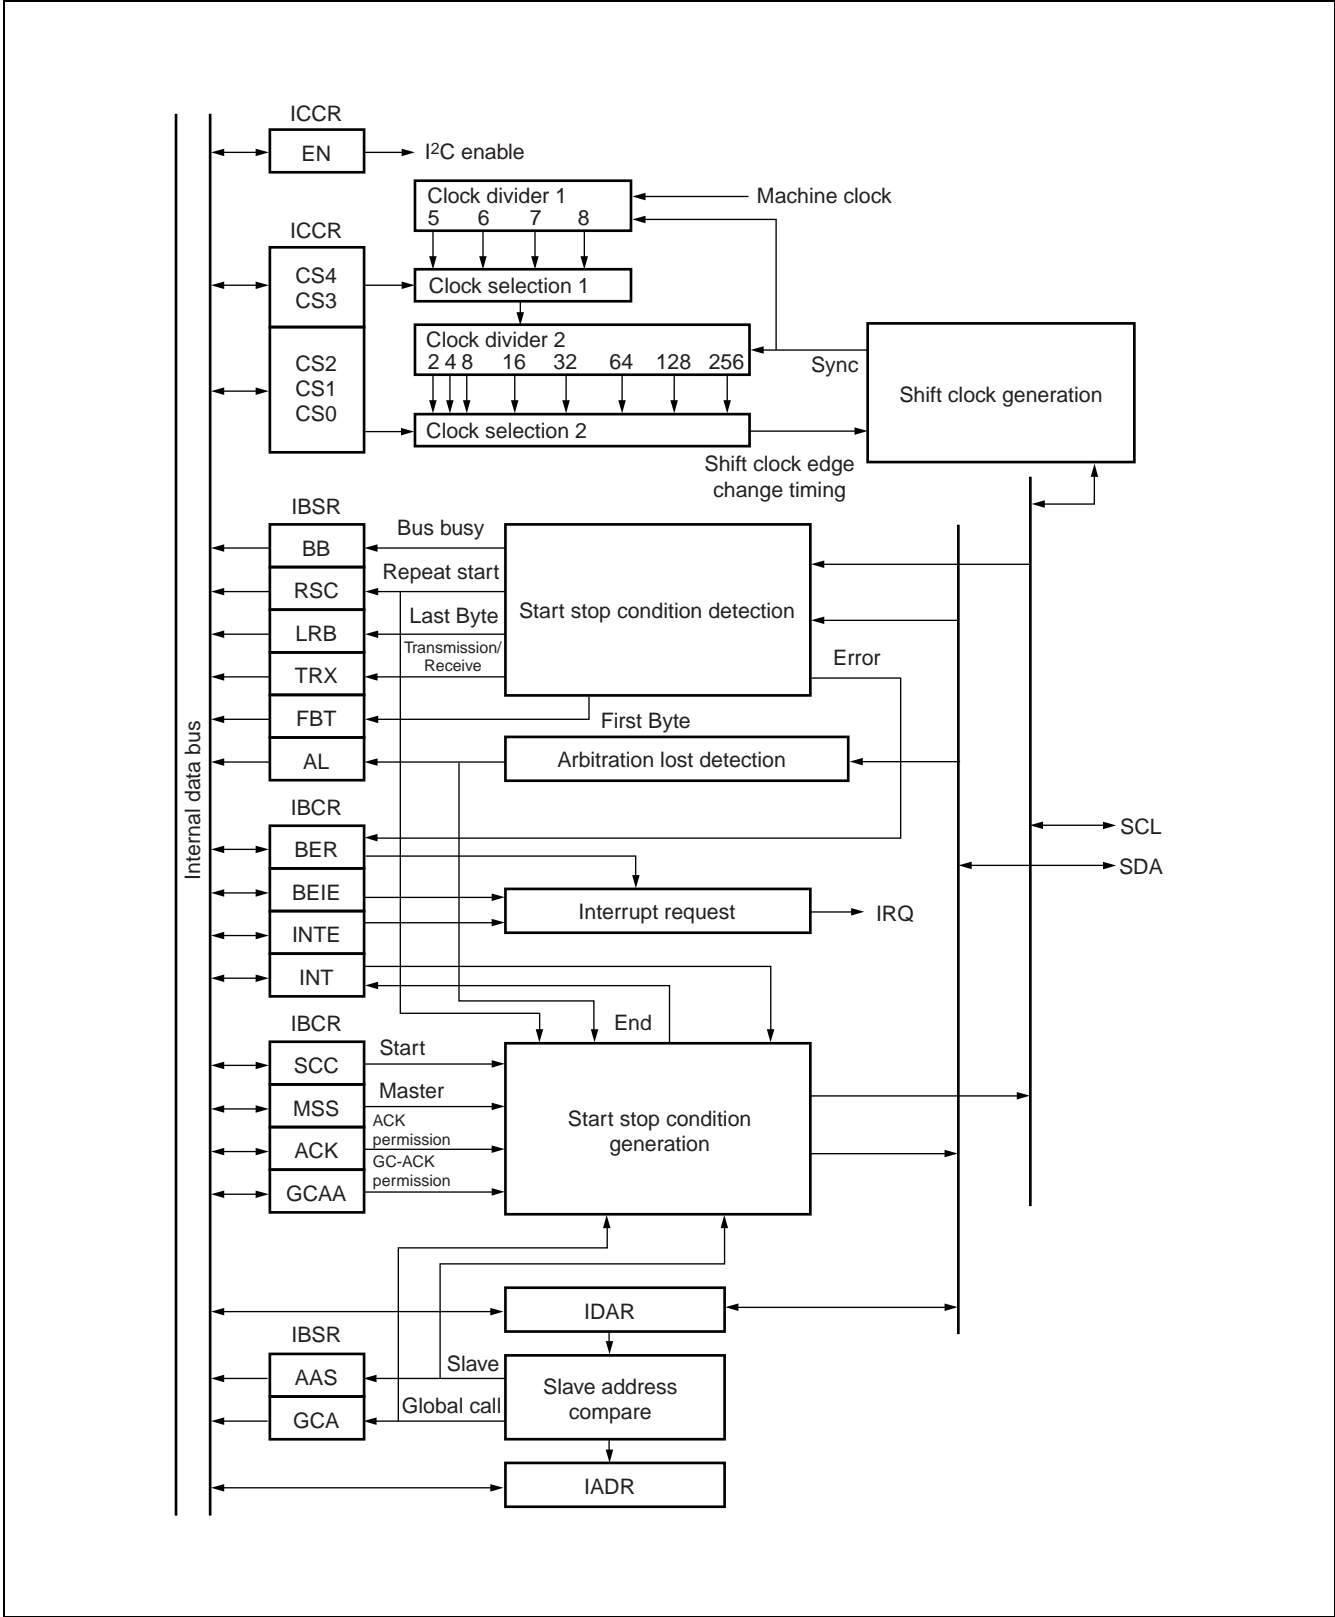 ICCR
EN
I²C enable
Clock divider 1
5 6 7 8
Machine clock
ICCR
CS4
CS3
Clock selection 1
Clock divider 2
2 4 8 16 32 64 128 256
Sync
CS2
CS1
CS0
Shift clock generation
Clock selection 2
Shift clock edge
change timing
IBSR
BB
Bus busy
RSC
Repeat start
Start stop condition detection
LRB
Last Byte
TRX
Transmission/
Receive
Error
FBT
First Byte
AL
Arbitration lost detection
Internal data bus
IBCR
BER
SCL
SDA
BEIE
Interrupt request
IRQ
INTE
INT
IBCR
End
SCC
Start
MSS
Master
Start stop condition
generation
ACK
ACK
permission
GCAA
GC-ACK
permission
IDAR
IBSR
AAS
Slave
Slave address
compare
GCA
Global call
IADR